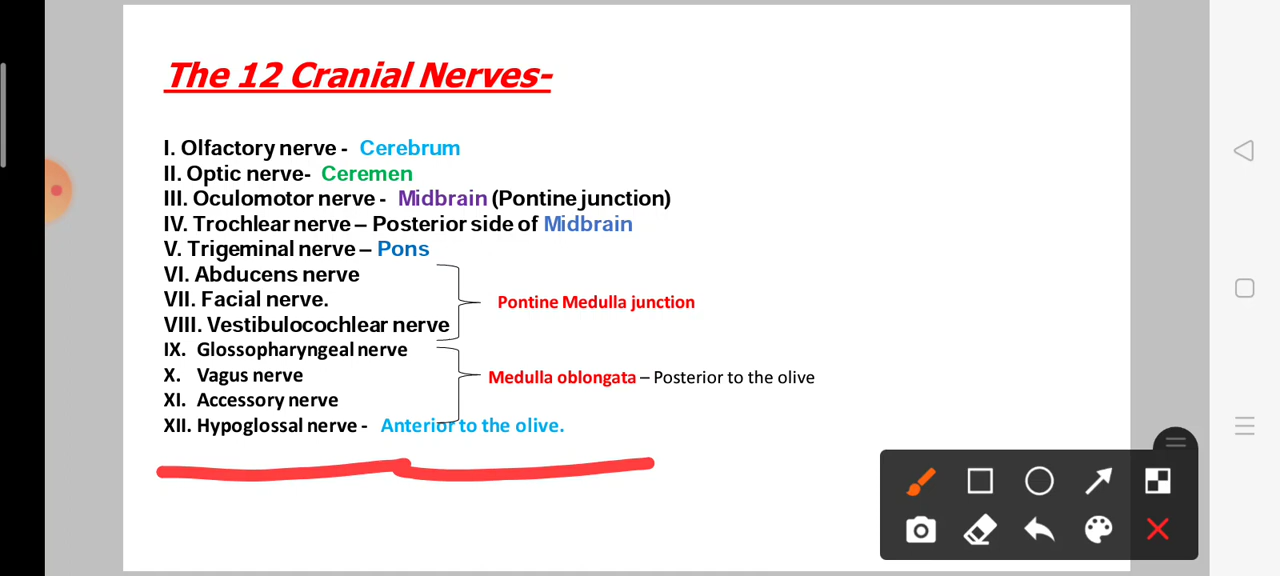 The 12 Cranial Nerves-
I. Olfactory nerve - Cerebrum
II. Optic nerve- Ceremen
III. Oculomotor nerve - Midbrain (Pontine junction)
IV. Trochlear nerve – Posterior side of Midbrain
V. Trigeminal nerve – Pons
VI. Abducens nerve
VII. Facial nerve.
Pontine Medulla junction
VIII. Vestibulocochlear nerve
IX. Glossopharyngeal nerve
X. Vagus nerve
Medulla oblongata – Posterior to the olive
XI. Accessory nerve
XII. Hypoglossal nerve - Anterior to the olive.